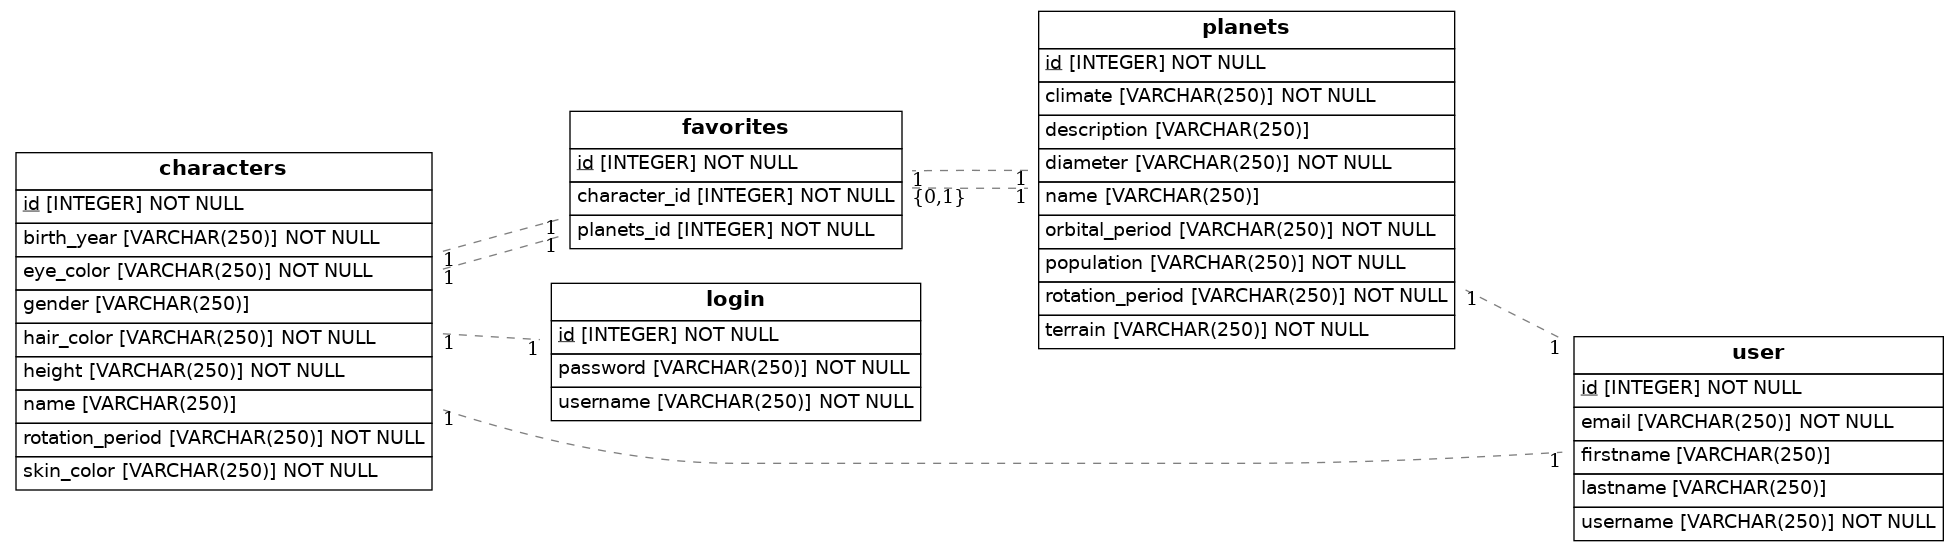 planets
id [INTEGER] NOT NULL
climate [VARCHAR(250)] NOT NULL
description [VARCHAR(250)]
diameter [VARCHAR(250)] NOT NULL
name [VARCHAR(250)]
orbital_period [VARCHAR(250)] NOT NULL
population [VARCHAR(250)] NOT NULL
rotation_period [VARCHAR(250)] NOT NULL
terrain [VARCHAR(250)] NOT NULL
favorites
id [INTEGER] NOT NULL
character_id [INTEGER] NOT NULL
planets_id [INTEGER] NOT NULL
characters
id [INTEGER] NOT NULL
birth_year [VARCHAR(250)] NOT NULL
eye_color [VARCHAR(250)] NOT NULL
gender [VARCHAR(250)]
hair_color [VARCHAR(250)] NOT NULL
height [VARCHAR(250)] NOT NULL
name [VARCHAR(250)]
rotation_period [VARCHAR(250)] NOT NULL
skin_color [VARCHAR(250)] NOT NULL
login
id [INTEGER] NOT NULL
password [VARCHAR(250)] NOT NULL
username [VARCHAR(250)] NOT NULL
user
id [INTEGER] NOT NULL
email [VARCHAR(250)] NOT NULL
firstname [VARCHAR(250)]
lastname [VARCHAR(250)]
username [VARCHAR(250)] NOT NULL
1
1
{0,1}
1
1
1
1
1
1
1
1
1
1
1